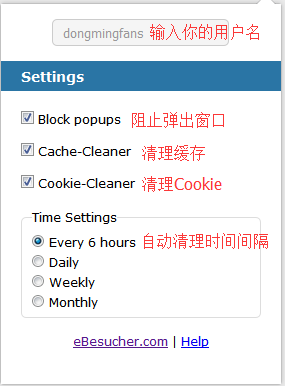 dongmingfans 输入你的用户名
Settings
Block popups 阻止弹出窗口
Cache-Cleaner 清理缓存
Cookie-Cleaner 清理Cookie
Time Settings
Every 6 hours 自动清理时间间隔
Daily
Weekly
Monthly
eBesucher.com | Help